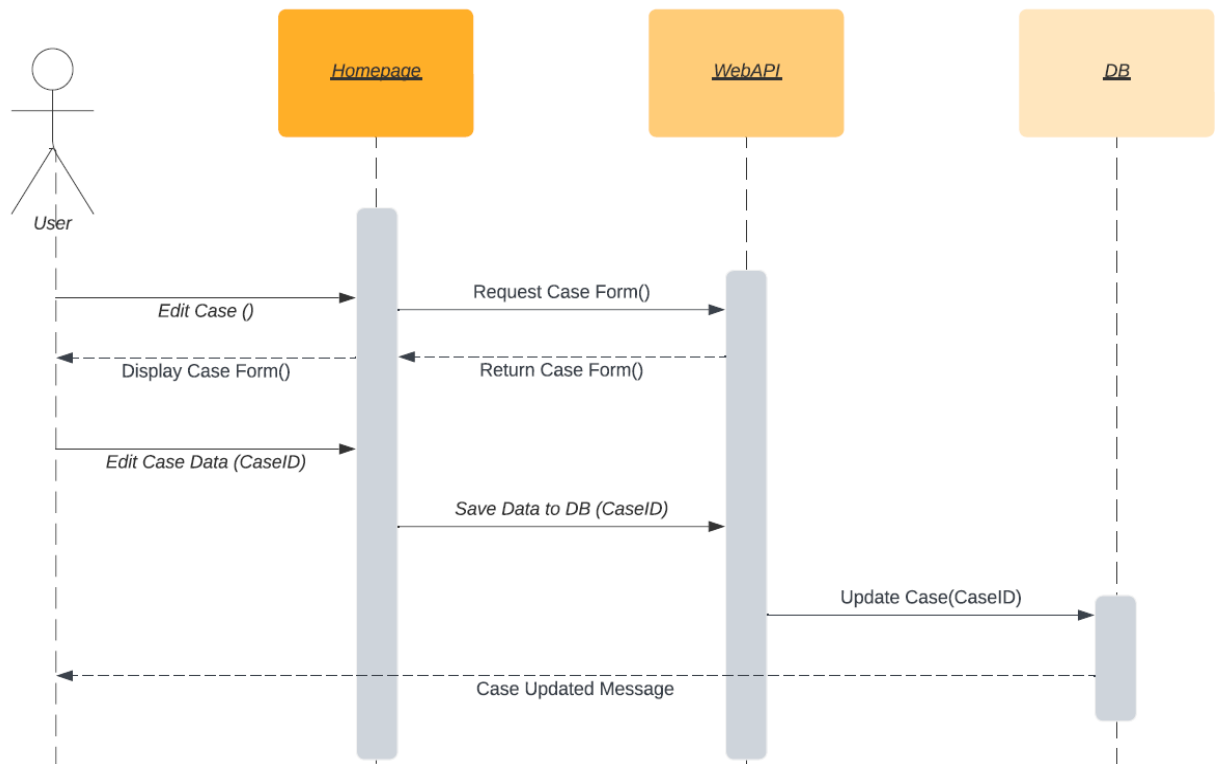 Homepage
WebAPI
DB
User
Request Case Form()
Edit Case ()
Display Case Form()
Return Case Form()
Edit Case Data (CaseID)
Save Data to DB (CaseID)
Update Case(CaseID)
Case Updated Message